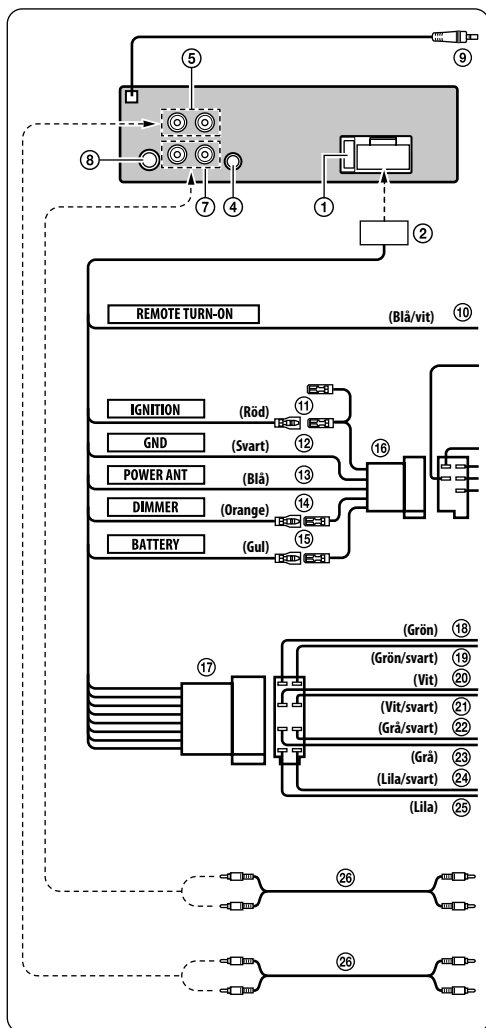 ⑤
⑨
⑧
⑦
④
①
②
REMOTE TURN-ON (Blå/vit) ⑩
IGNITION (Röd) ⑪
GND (Svart) ⑫ ⑯
POWER ANT (Blå) ⑬
DIMMER (Orange) ⑭
BATTERY (Gul) ⑮
(Grön) ⑱
⑰ (Grön/svart) ⑲
(Vit) ⑳
(Vit/svart) ㉑
(Grå/svart) ㉒
(Grå) ㉓
(Lila/svart) ㉔
(Lila) ㉕
㉖
㉖